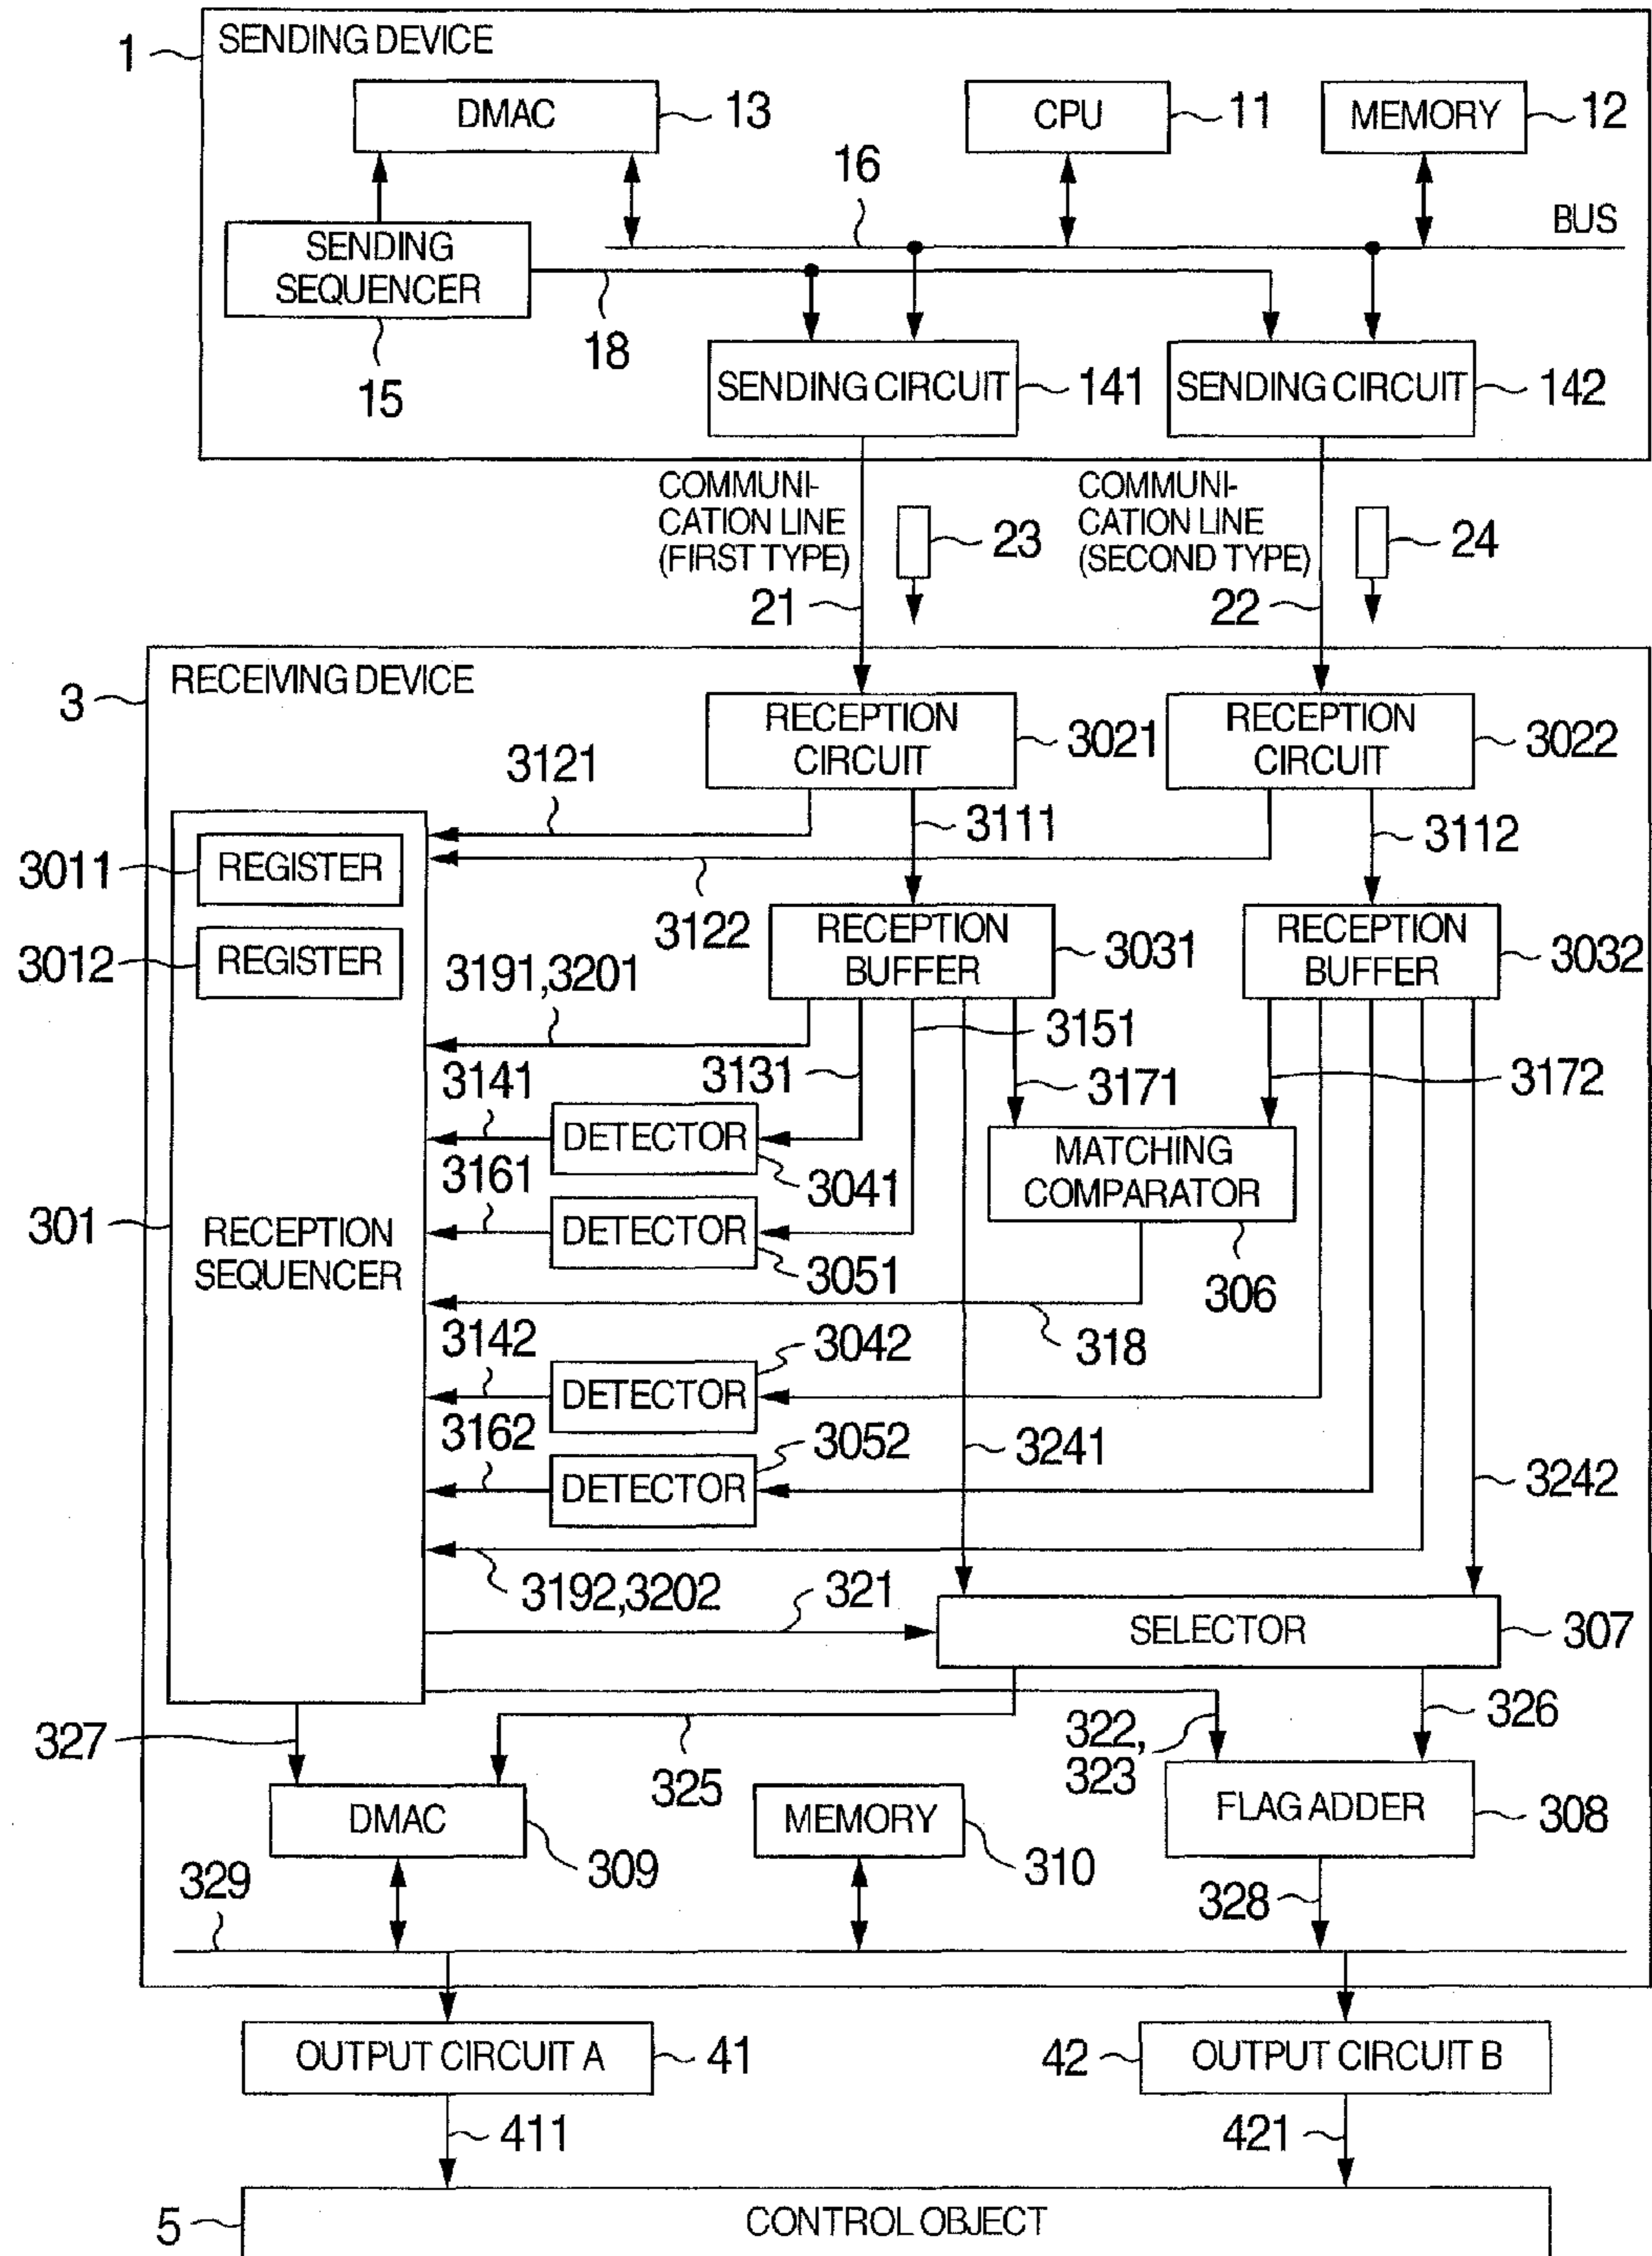 1
SENDING DEVICE
DMAC
13
CPU
11
MEMORY
12
16
BUS
SENDING
SEQUENCER
15
18
SENDING CIRCUIT
141
SENDING CIRCUIT
142
COMMUNI-
CATION LINE
(FIRST TYPE)
21
23
COMMUNI-
CATION LINE
(SECOND TYPE)
22
24
3
RECEIVING DEVICE
RECEPTION
CIRCUIT
3021
RECEPTION
CIRCUIT
3022
3121
3111
3112
3011
REGISTER
3122
3012
REGISTER
RECEPTION
BUFFER
3031
RECEPTION
BUFFER
3032
3191,3201
3151
3131
3171
3172
3141
DETECTOR
3041
MATCHING
COMPARATOR
306
3161
DETECTOR
3051
301
RECEPTION
SEQUENCER
318
3142
3042
DETECTOR
3162
3052
DETECTOR
3241
3242
3192,3202
321
SELECTOR
307
327
325
322,
323
326
DMAC
309
MEMORY
310
FLAG ADDER
308
329
328
OUTPUT CIRCUIT A
41
42
OUTPUT CIRCUIT B
411
421
5
CONTROL OBJECT